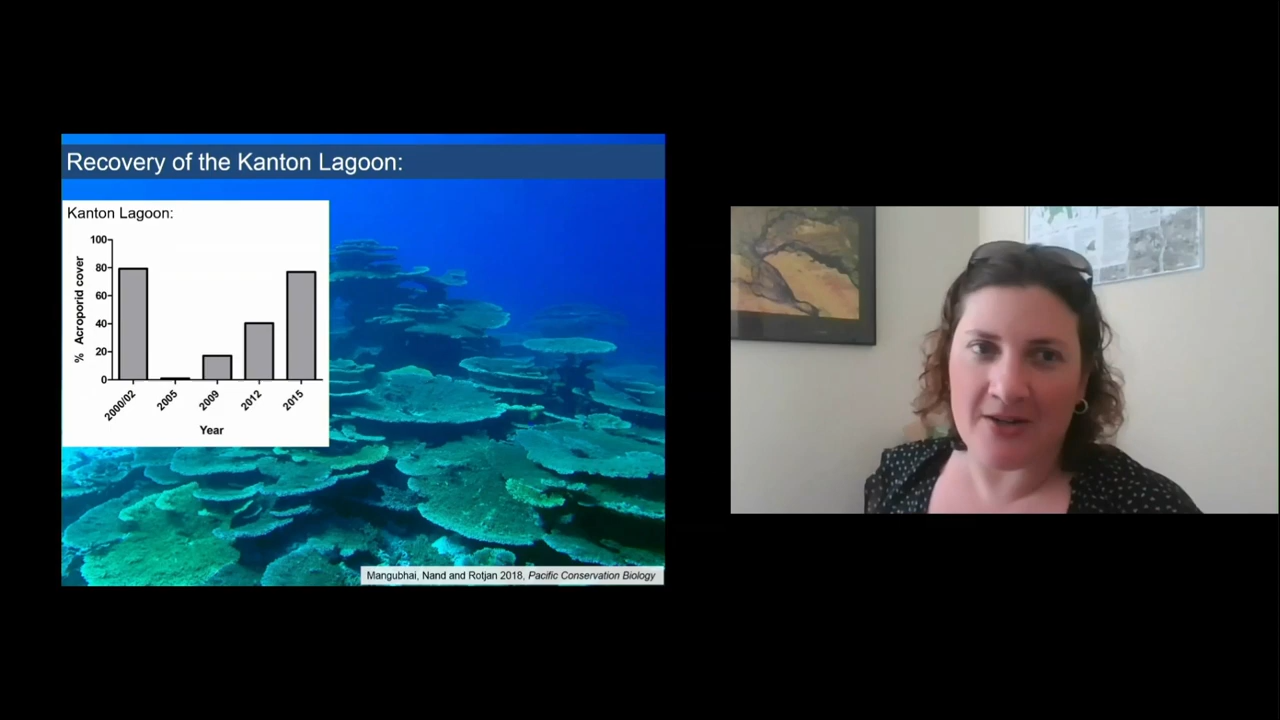 Recovery of the Kanton Lagoon:
Kanton Lagoon:
100
80
60
40
20
0
% Acroporid cover
2000/02
2005
2009
2012
2015
Year
Mangubhai, Nand and Rotjan 2018, Pacific Conservation Biology